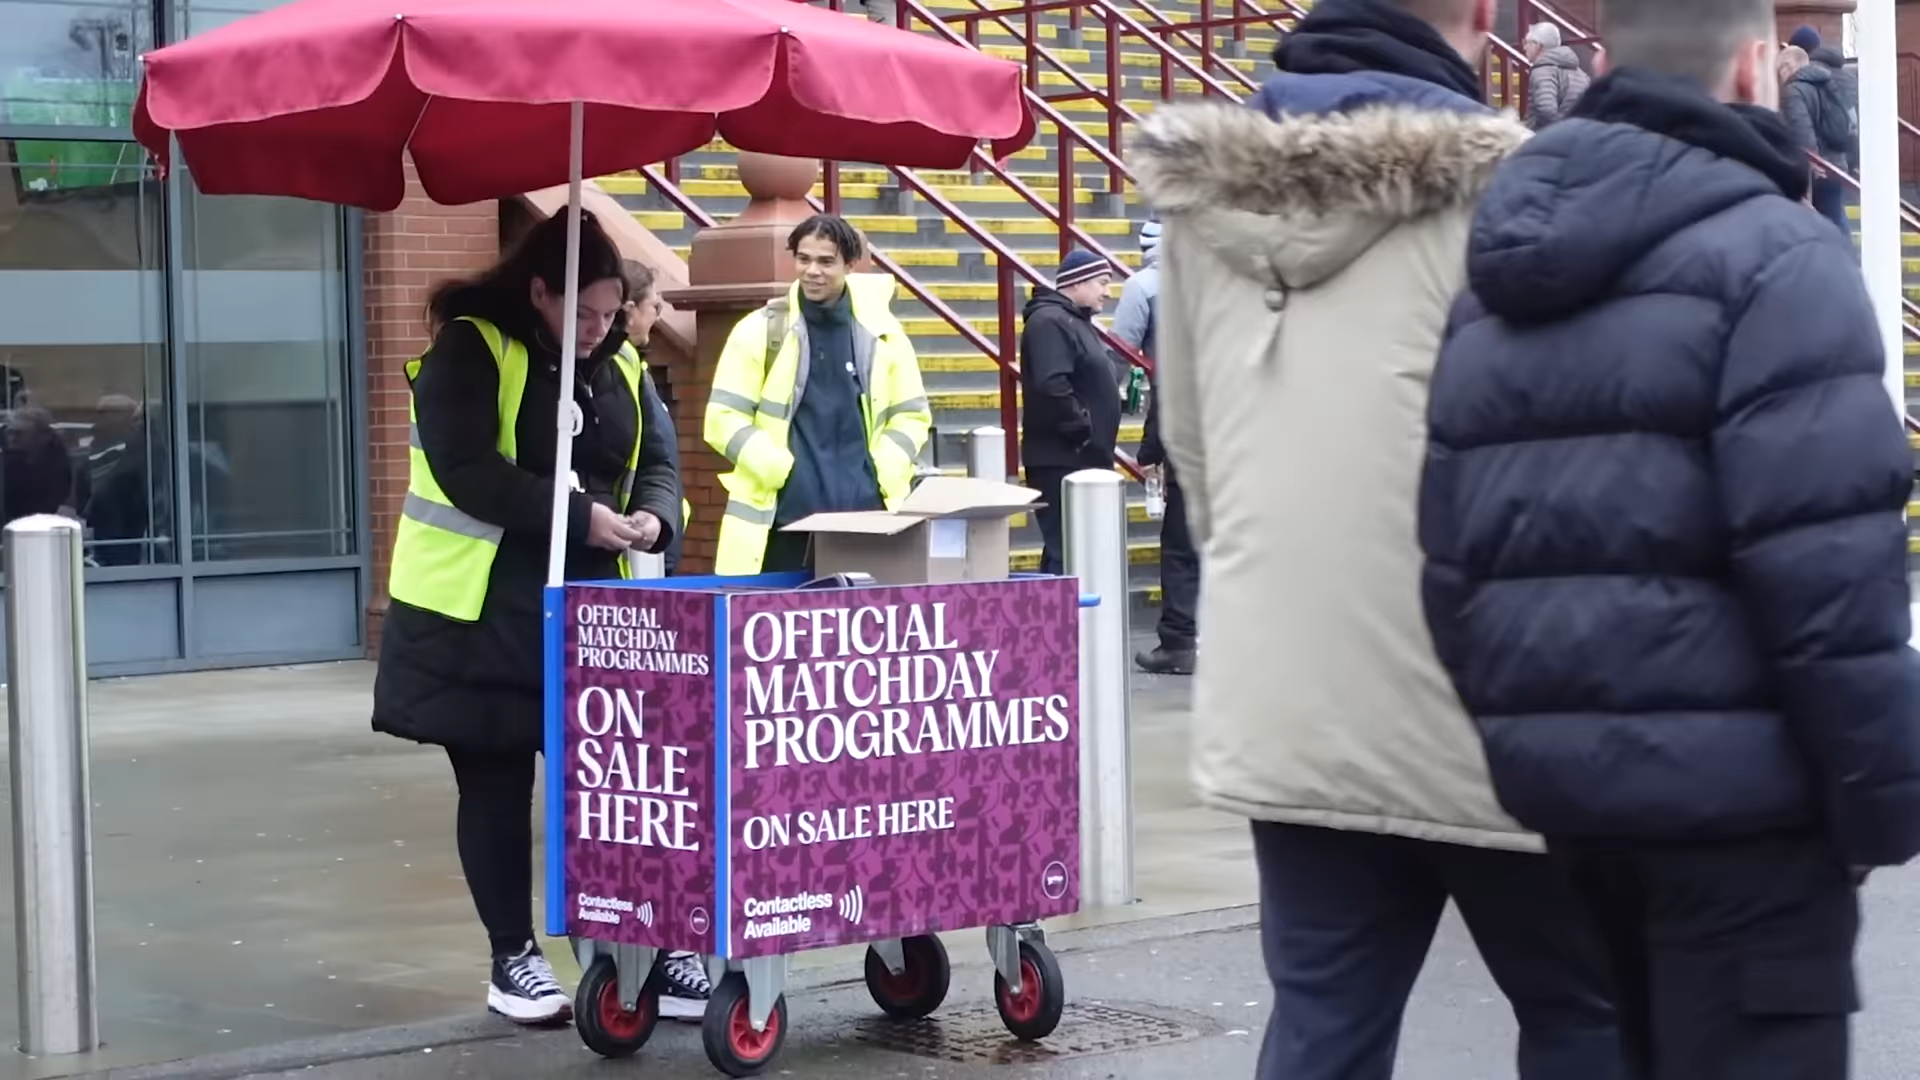 OFFICIAL
MATCHDAY
PROGRAMMES
ON
SALE
HERE
Contactless
Available
OFFICIAL
MATCHDAY
PROGRAMMES
ON SALE HERE
Contactless
Available